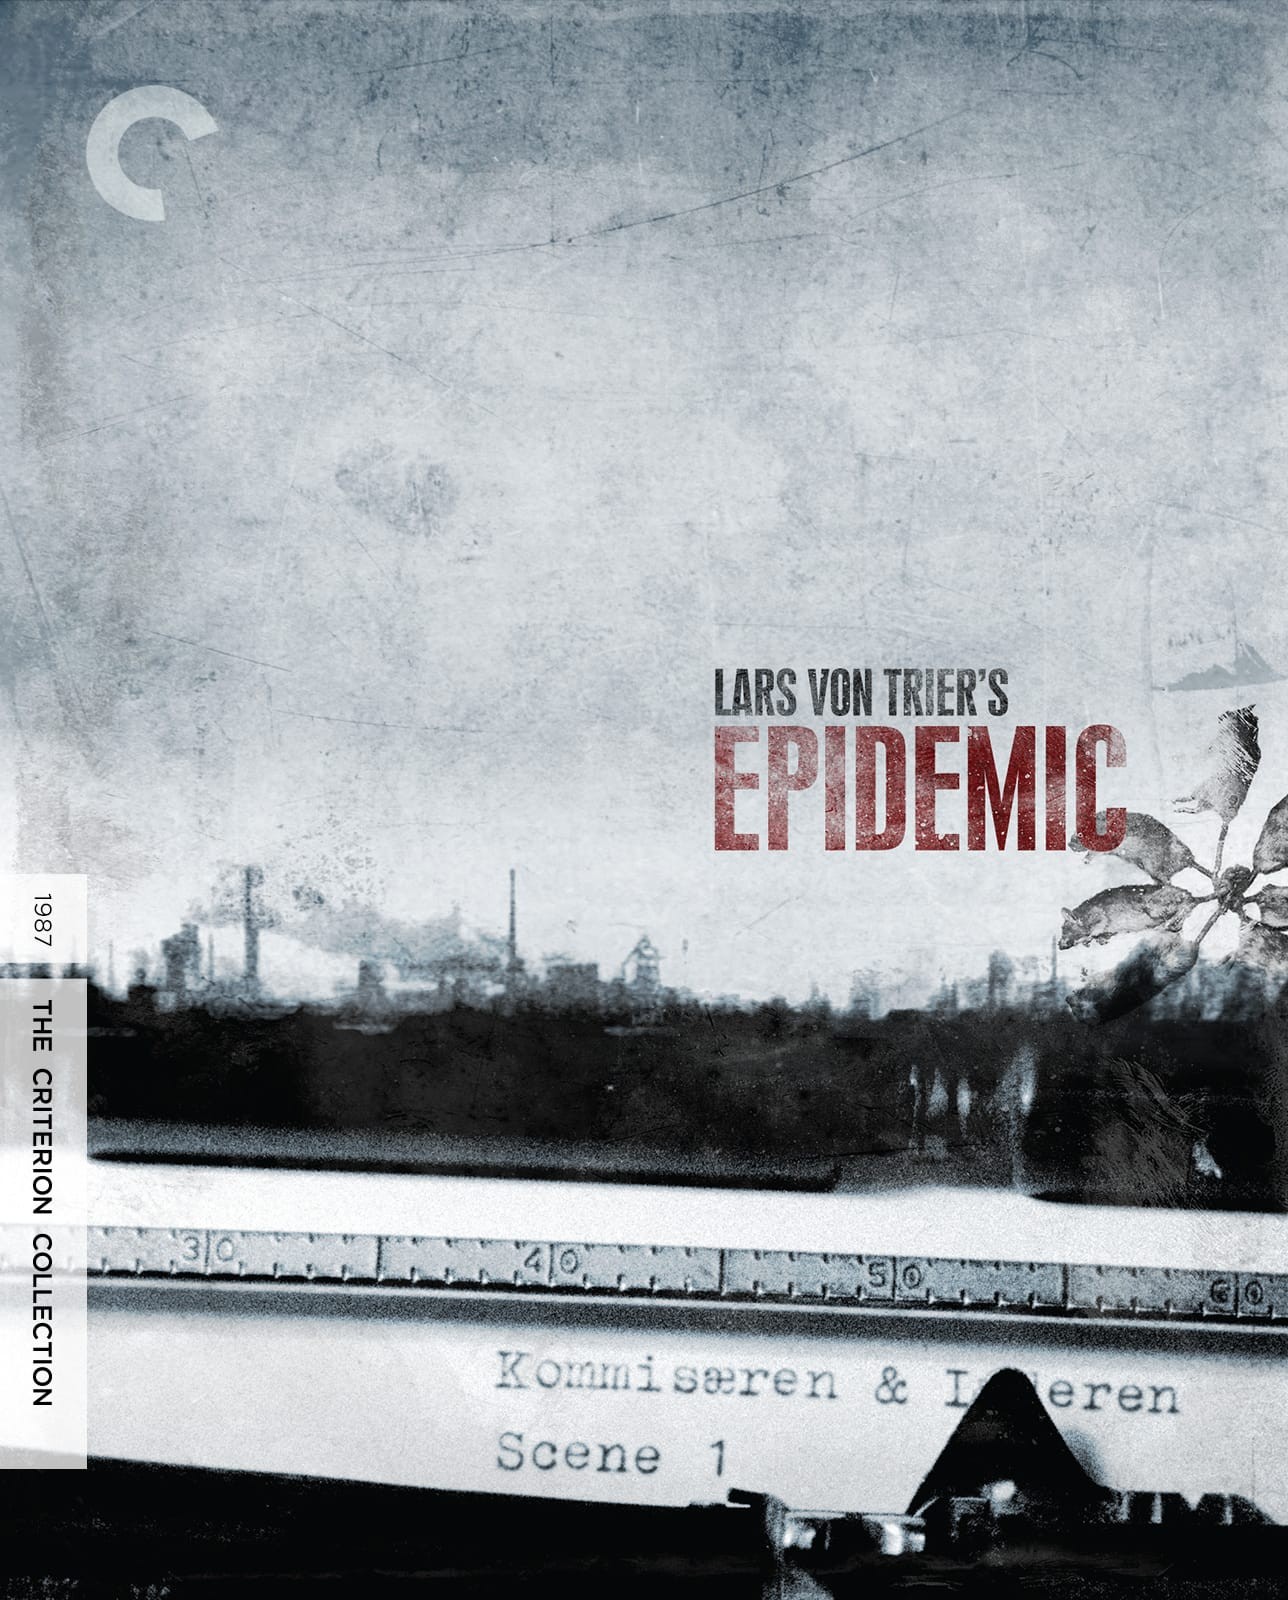 LARS VON TRIER'S
EPIDEMIC
1987
THE CRITERION COLLECTION
30
40
50
60
Kommisæren &
Scene 1